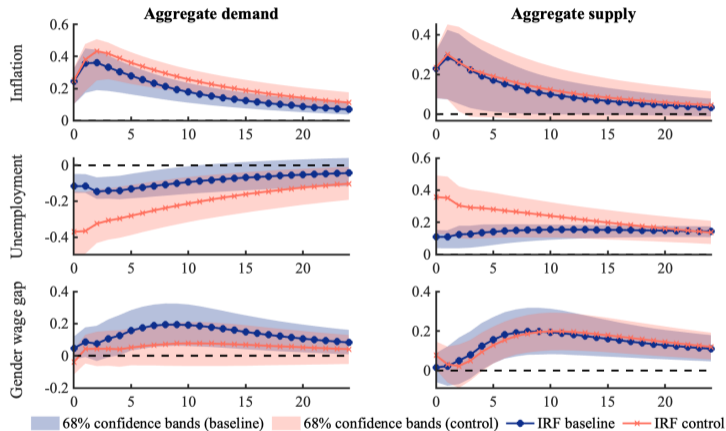 Aggregate demand
Aggregate supply
Inflation
0.6
0.4
0.2
0
0 5 10 15 20
0.4
0.2
0
0 5 10 15 20
Unemployment
0
-0.2
-0.4
0 5 10 15 20
0.6
0.4
0.2
0
0 5 10 15 20
Gender wage gap
0.4
0.2
0
-0.2
0 5 10 15 20
0.4
0.2
0
0 5 10 15 20
68% confidence bands (baseline) 68% confidence bands (control) IRF baseline IRF control